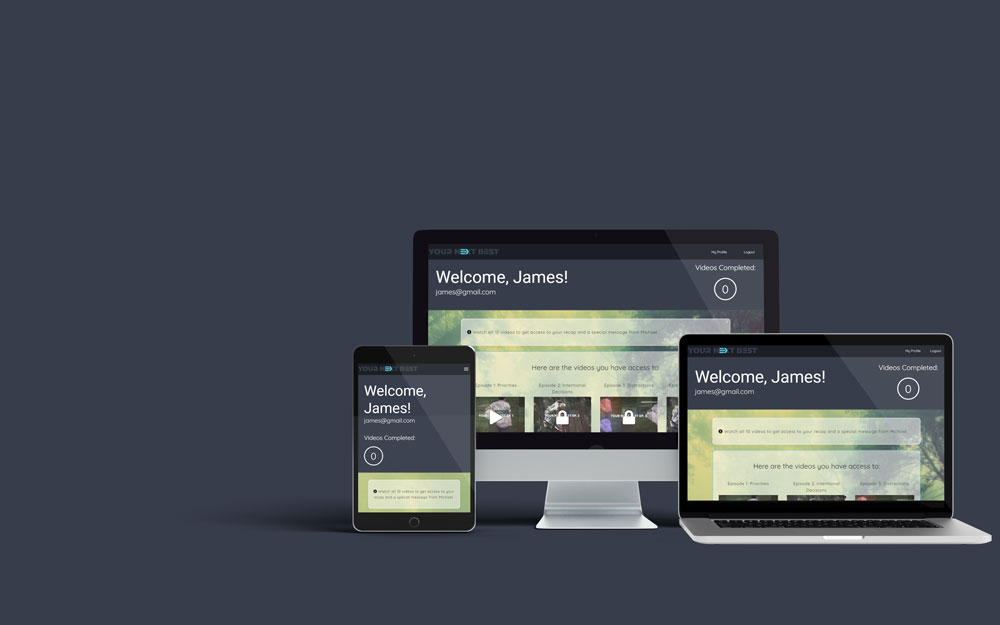 YOUR NEXT BEST
My Profile
Logout
Welcome, James!
james@gmail.com
Videos Completed:
0
Watch all 10 videos to get access to your recap and a special message from Michael
Here are the videos you have access to:
Episode 1: Priorities
Episode 2: Intentional
Decisions
Episode 3: Distractions
YOUR NEXT BEST
Welcome,
James!
james@gmail.com
Videos Completed:
0
Watch all 10 videos to get access to your
recap and a special message from Michael
YOUR NEXT BEST
My Profile
Logout
Welcome, James!
james@gmail.com
Videos Completed:
0
Watch all 10 videos to get access to your recap and a special message from Michael
Here are the videos you have access to:
Episode 1: Priorities
Episode 2: Intentional
Decisions
Episode 3: Distractions